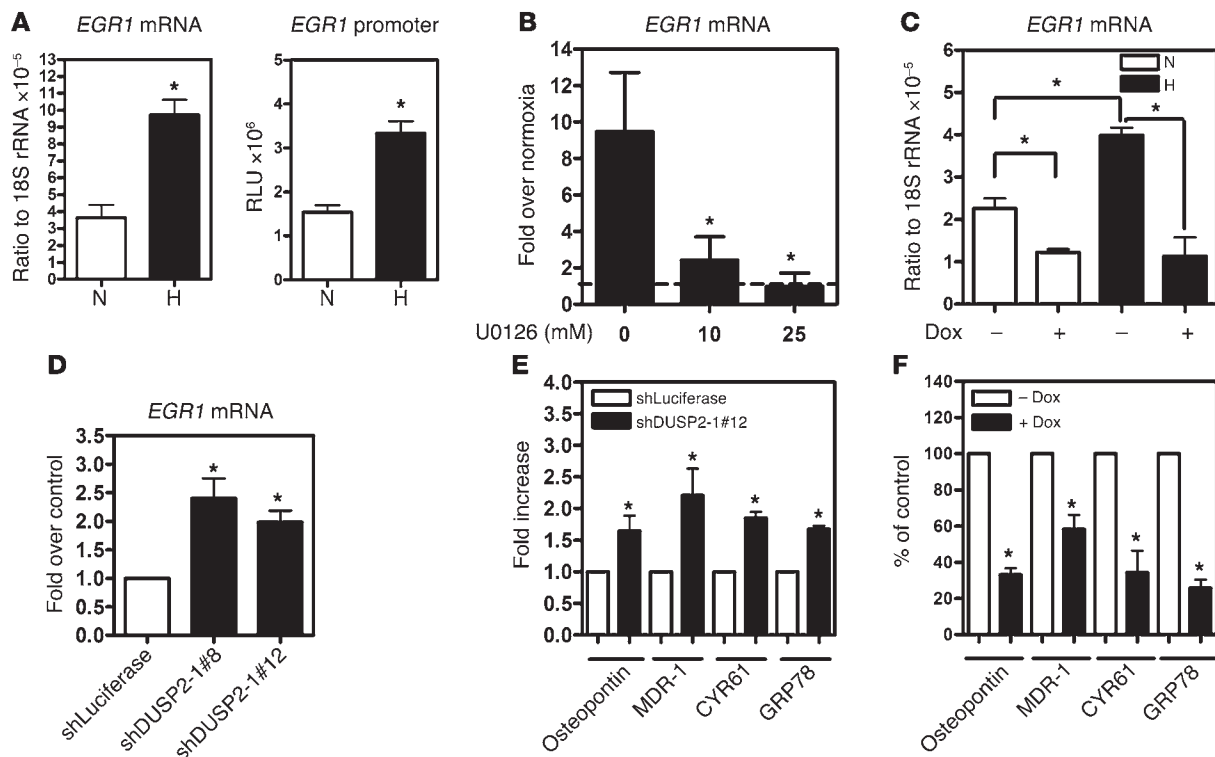 A
EGR1 mRNA
Ratio to 18S rRNA ×10⁻⁵
13
12
11
10
9
8
7
6
5
4
3
2
1
0
*
N
H
EGR1 promoter
RLU ×10⁶
5
4
3
2
1
0
*
N
H
B
EGR1 mRNA
Fold over normoxia
14
12
10
8
6
4
2
0
*
*
U0126 (mM)
0
10
25
C
EGR1 mRNA
Ratio to 18S rRNA ×10⁻⁵
6
5
4
3
2
1
0
N
H
*
*
*
Dox
–
+
–
+
D
EGR1 mRNA
Fold over control
3.5
3.0
2.5
2.0
1.5
1.0
0.5
0.0
*
*
shLuciferase
shDUSP2-1#8
shDUSP2-1#12
E
Fold increase
4.0
3.5
3.0
2.5
2.0
1.5
1.0
0.5
0.0
shLuciferase
shDUSP2-1#12
*
*
*
*
Osteopontin
MDR-1
CYR61
GRP78
F
% of control
140
120
100
80
60
40
20
0
– Dox
+ Dox
*
*
*
*
Osteopontin
MDR-1
CYR61
GRP78